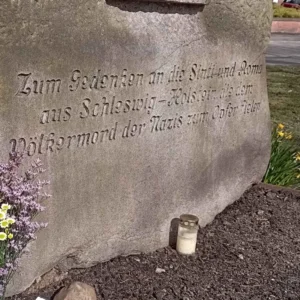 Zum Gedenken an die Sinti und Roma
aus Schleswig-Holstein die dem
Völkermord der Nazis zum Opfer fielen